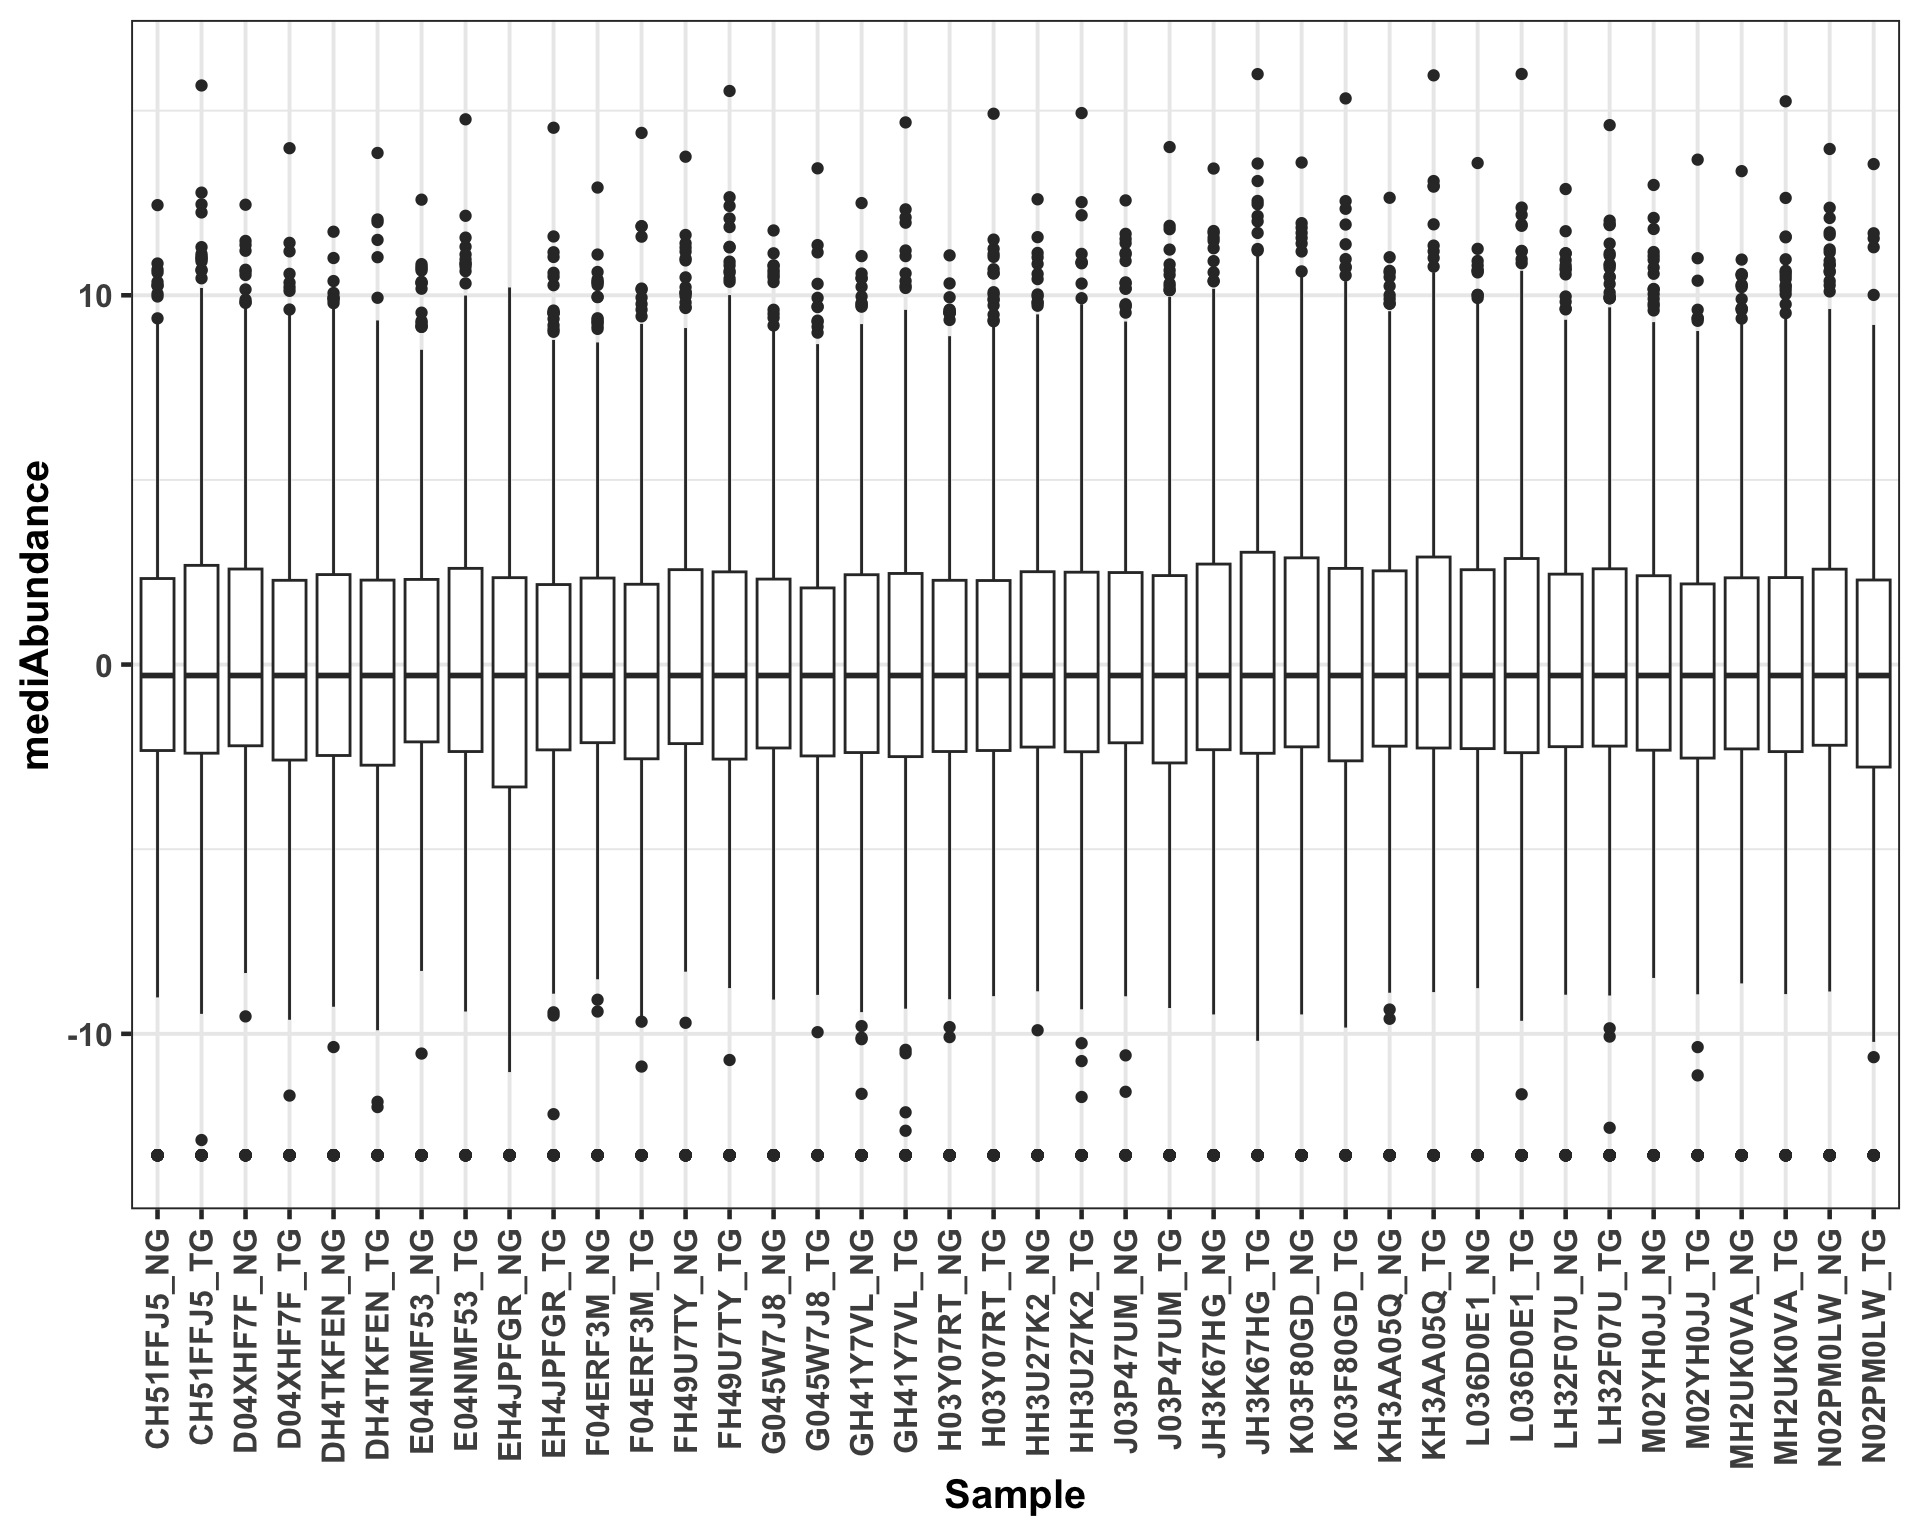 mediAbundance
10
0
-10
CH51FFJ5_NG
CH51FFJ5_TG
D04XHF7F_NG
D04XHF7F_TG
DH4TKFEN_NG
DH4TKFEN_TG
E04NMF53_NG
E04NMF53_TG
EH4JPFGR_NG
EH4JPFGR_TG
F04ERF3M_NG
F04ERF3M_TG
FH49U7TY_NG
FH49U7TY_TG
G045W7J8_NG
G045W7J8_TG
GH41Y7VL_NG
GH41Y7VL_TG
H03Y07RT_NG
H03Y07RT_TG
HH3U27K2_NG
HH3U27K2_TG
J03P47UM_NG
J03P47UM_TG
JH3K67HG_NG
JH3K67HG_TG
K03F80GD_NG
K03F80GD_TG
KH3AA05Q_NG
KH3AA05Q_TG
L036D0E1_NG
L036D0E1_TG
LH32F07U_NG
LH32F07U_TG
M02YH0JJ_NG
M02YH0JJ_TG
MH2UK0VA_NG
MH2UK0VA_TG
N02PM0LW_NG
N02PM0LW_TG
Sample